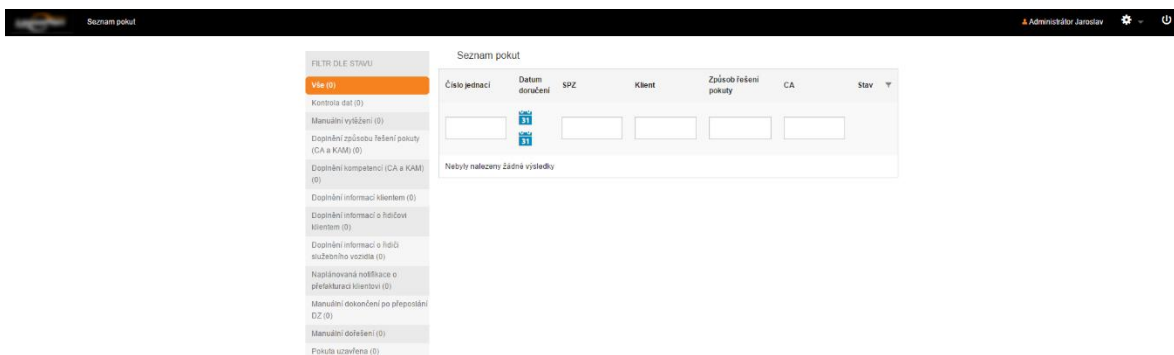 Seznam pokut
Administrátor Jaroslav
FILTR DLE STAVU
Vše (0)
Kontrola dat (0)
Manuální vytěžení (0)
Doplnění způsobu řešení pokuty
(CA a KAM) (0)
Doplnění kompetencí (CA a KAM)
(0)
Doplnění informací klientem (0)
Doplnění informací o řidičovi
klientem (0)
Doplnění informací o řidiči
služebního vozidla (0)
Naplánovaná notifikace o
přefakturaci klientovi (0)
Manuální dokončení po přeposlání
DZ (0)
Manuální dořešení (0)
Pokuta uzavřena (0)
Seznam pokut
Číslo jednací
Datum
doručení
SPZ
Klient
Způsob řešení
pokuty
CA
Stav
31
31
Nebyly nalezeny žádné výsledky